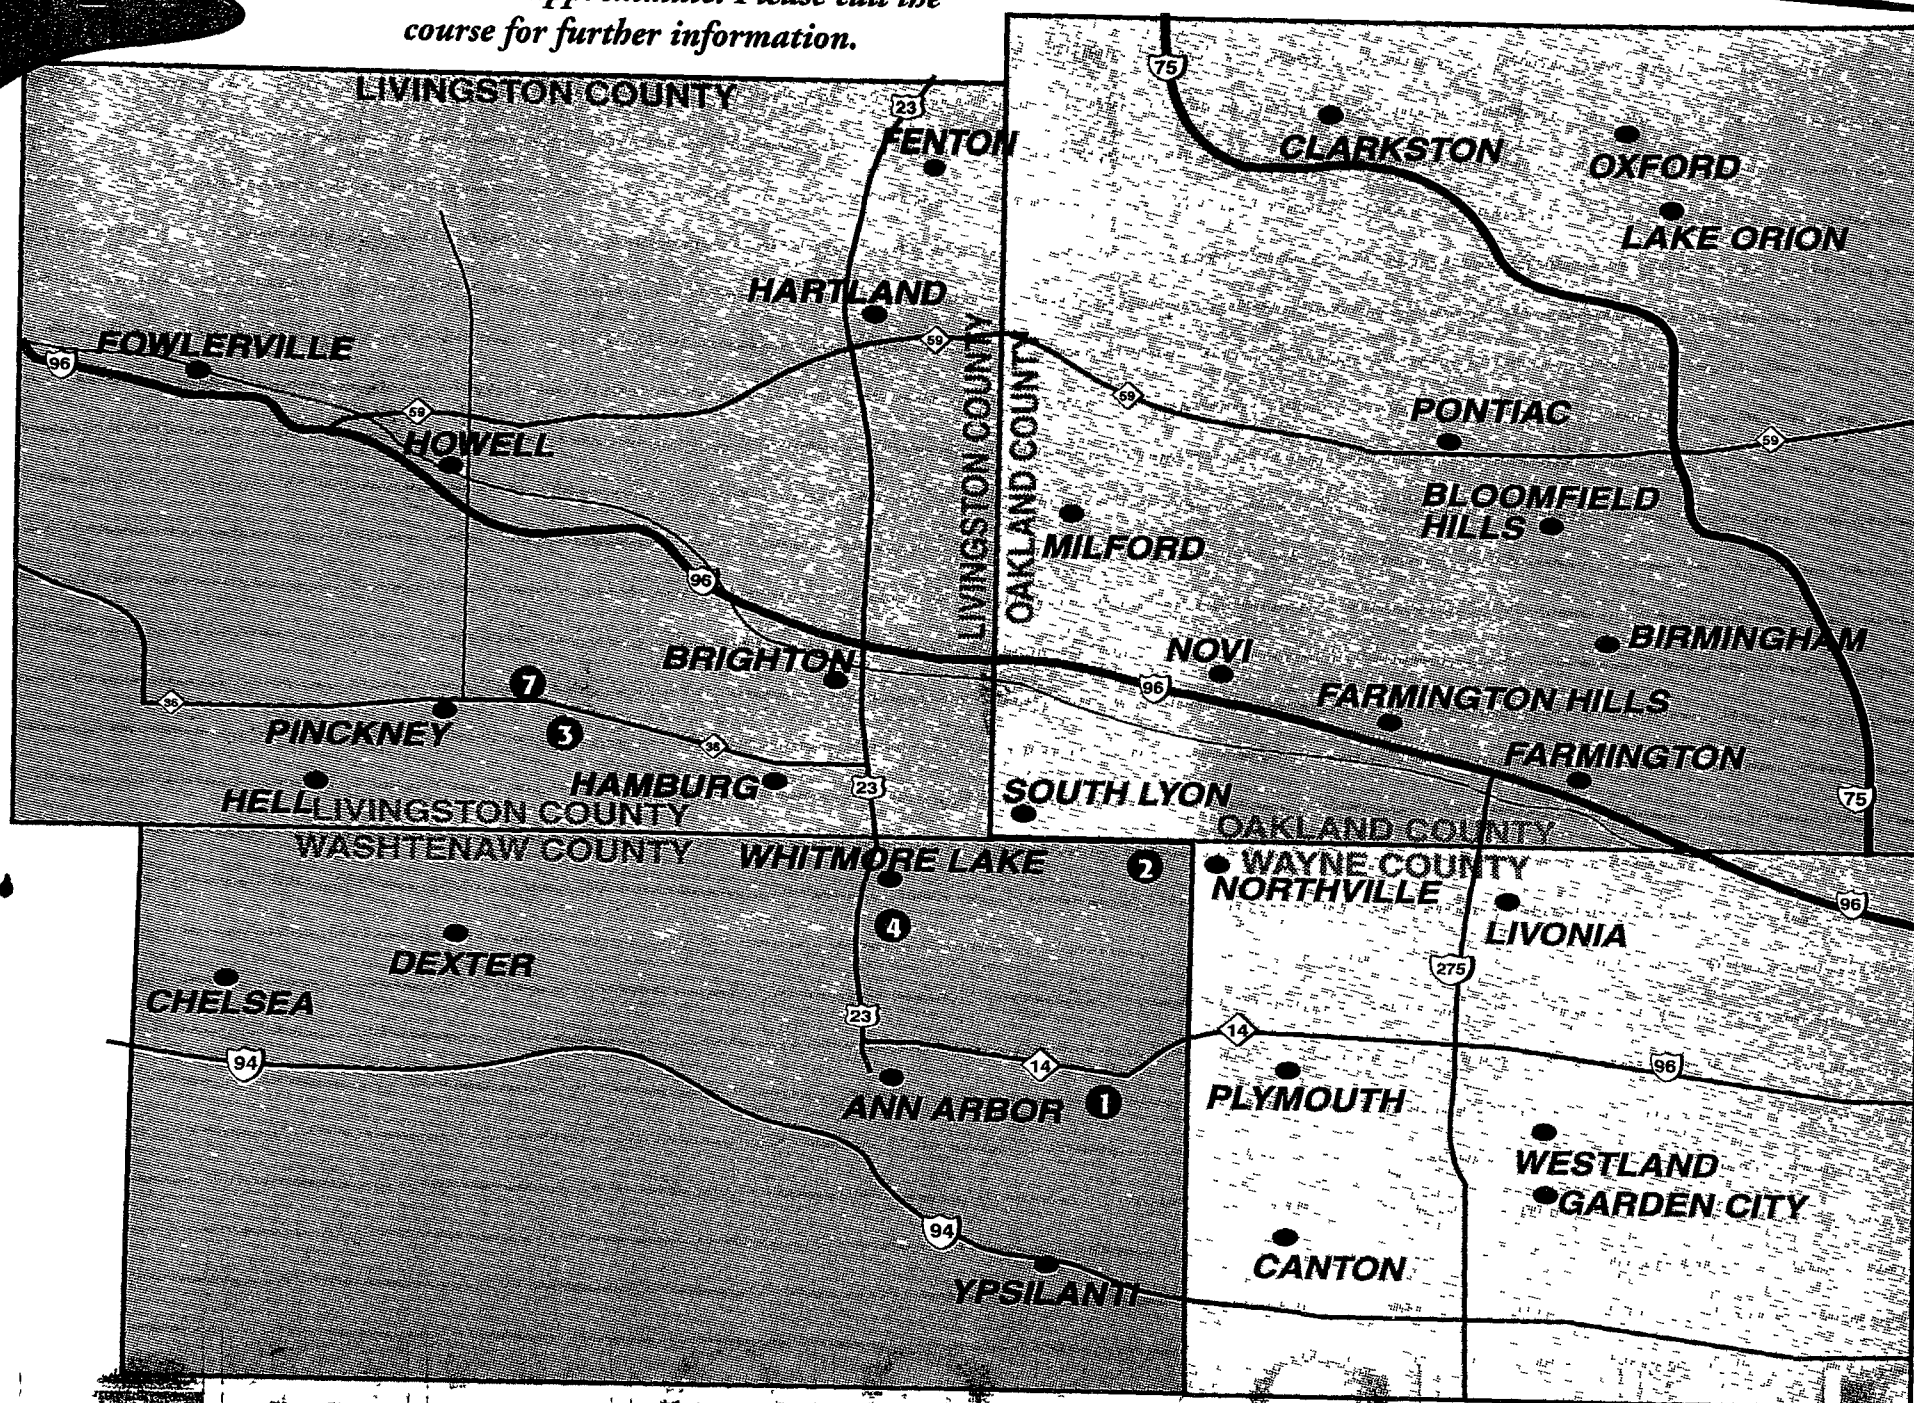 Please call the
course for further information.
LIVINGSTON COUNTY
23
FENTON
75
CLARKSTON
OXFORD
LAKE ORION
HARTLAND
59
LIVINGSTON COUNTY
OAKLAND COUNTY
FOWLERVILLE
96
59
HOWELL
59
PONTIAC
59
BLOOMFIELD
HILLS
MILFORD
96
BRIGHTON
NOVI
96
BIRMINGHAM
FARMINGTON HILLS
FARMINGTON
75
7
36
PINCKNEY
3
36
HAMBURG
23
HELL
LIVINGSTON COUNTY
SOUTH LYON
OAKLAND COUNTY
WASHTENAW COUNTY
WHITMORE LAKE
2
WAYNE COUNTY
NORTHVILLE
96
LIVONIA
4
DEXTER
275
CHELSEA
23
14
94
14
96
ANN ARBOR
1
PLYMOUTH
WESTLAND
GARDEN CITY
94
CANTON
YPSILANTI